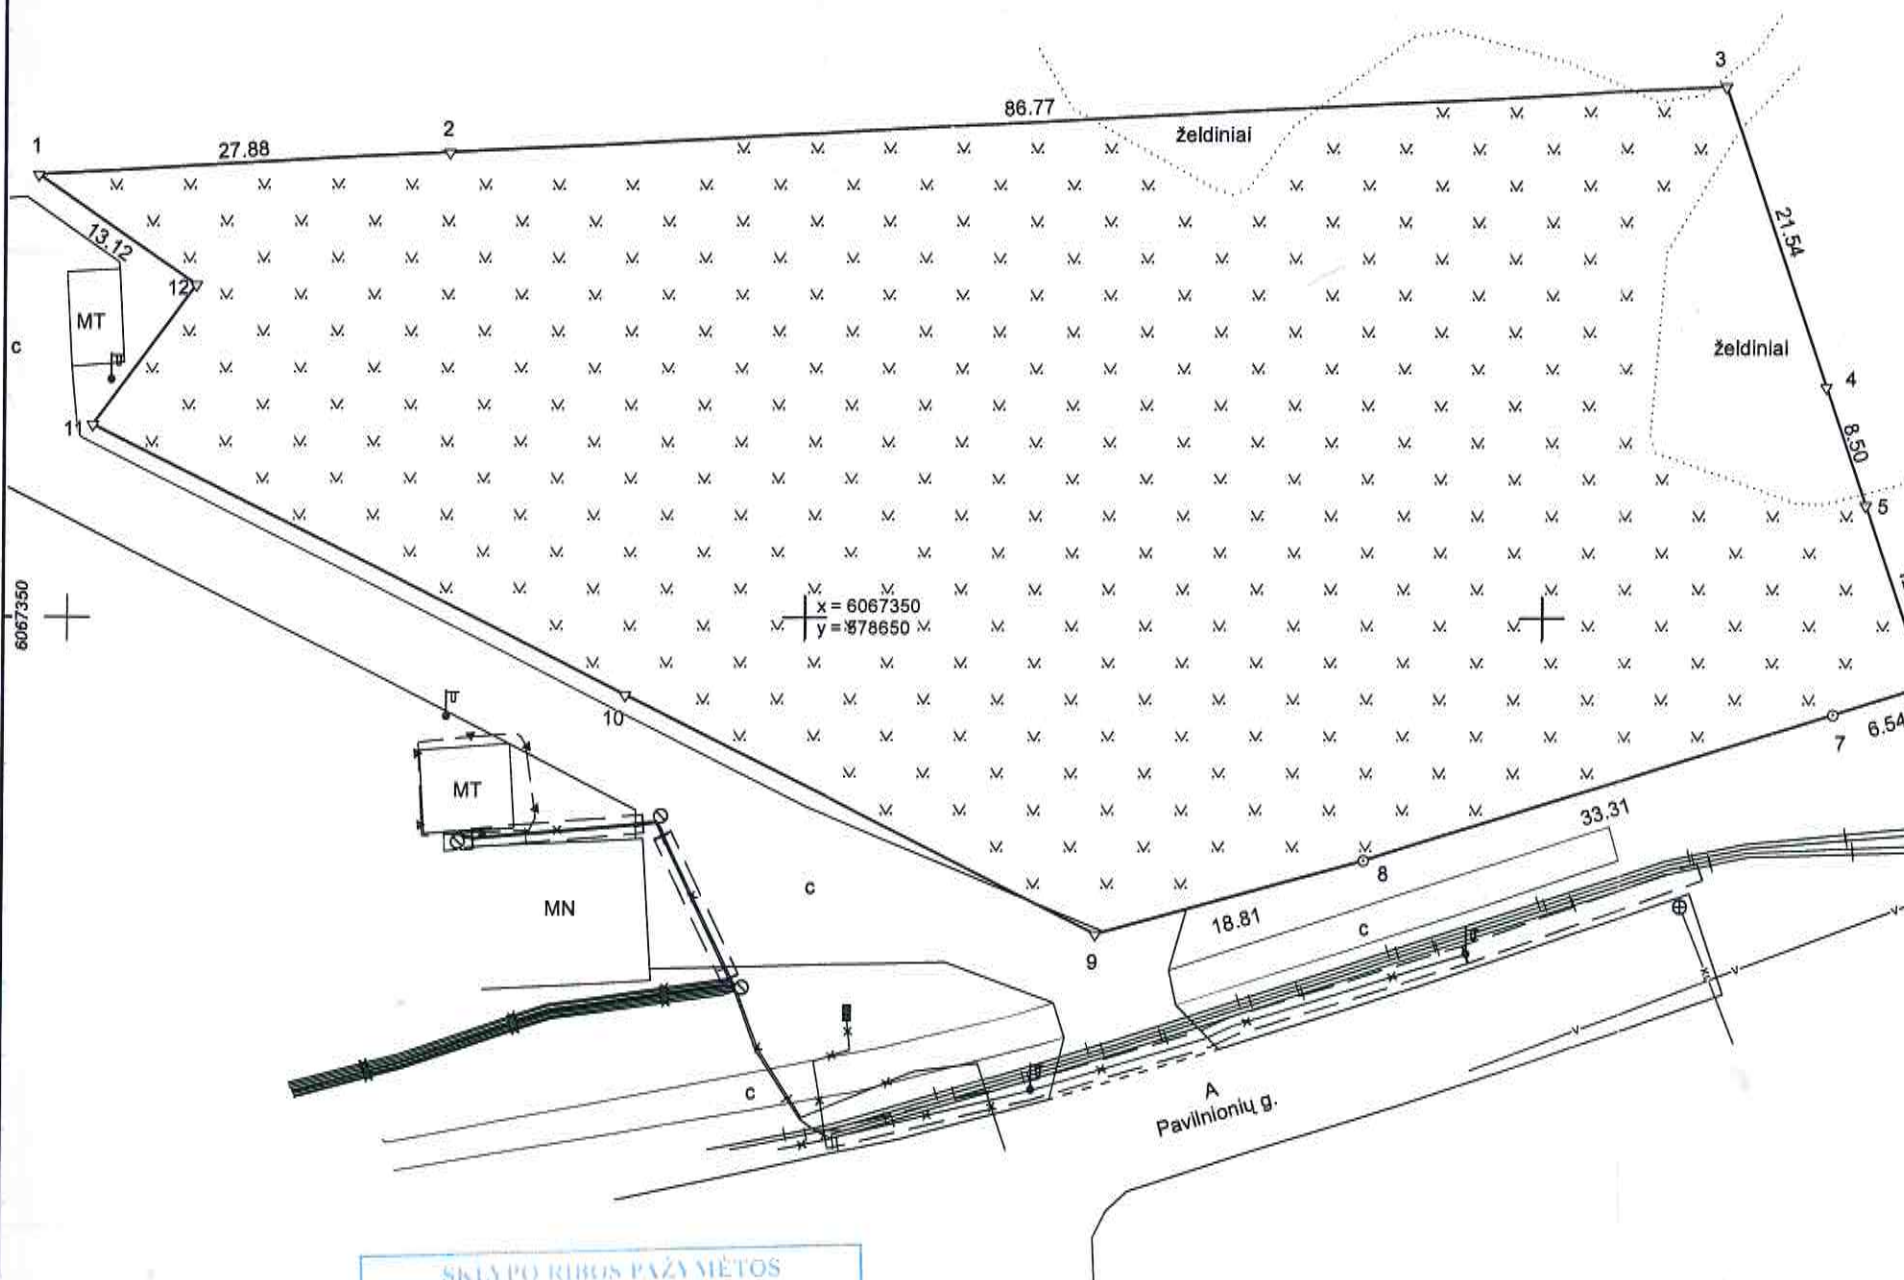 3
86.77
želdiniai
2
1
27.88
21.54
13.12
12
MT
želdiniai
c
4
11
8.50
5
6067350
x = 6067350
y = 578650
10
7
6.54
MT
33.31
8
c
MN
18.81
c
9
c
A
Pavilnionių g.
SKLYPO RIBOS PAŽYMĖTOS